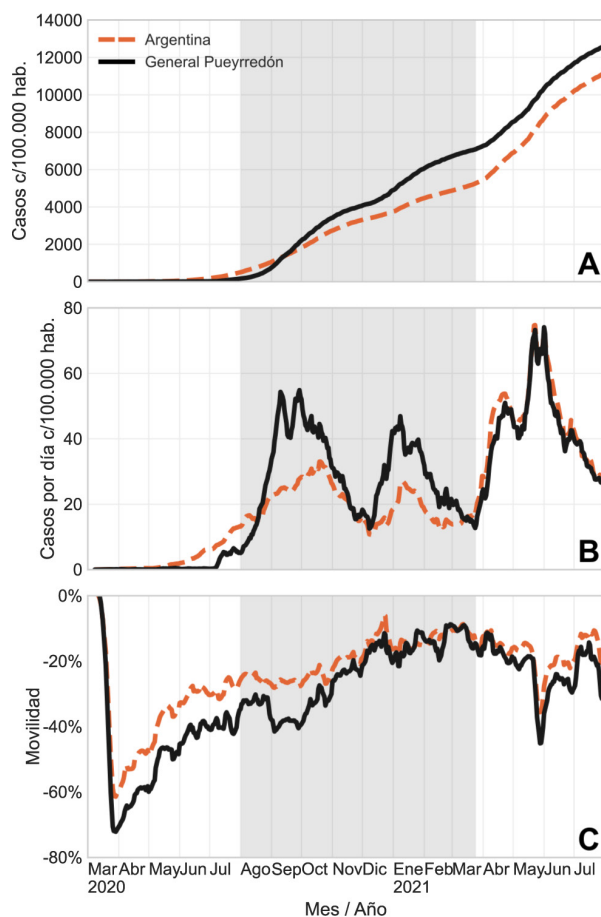 14000
12000
10000
8000
6000
4000
2000
0
Casos c/100.000 hab.
Argentina
General Pueyrredón
A
80
60
40
20
0
Casos por día c/100.000 hab.
B
0%
-20%
-40%
-60%
-80%
Movilidad
C
Mar Abr May Jun Jul Ago Sep Oct Nov Dic Ene Feb Mar Abr May Jun Jul
2020 2021
Mes / Año